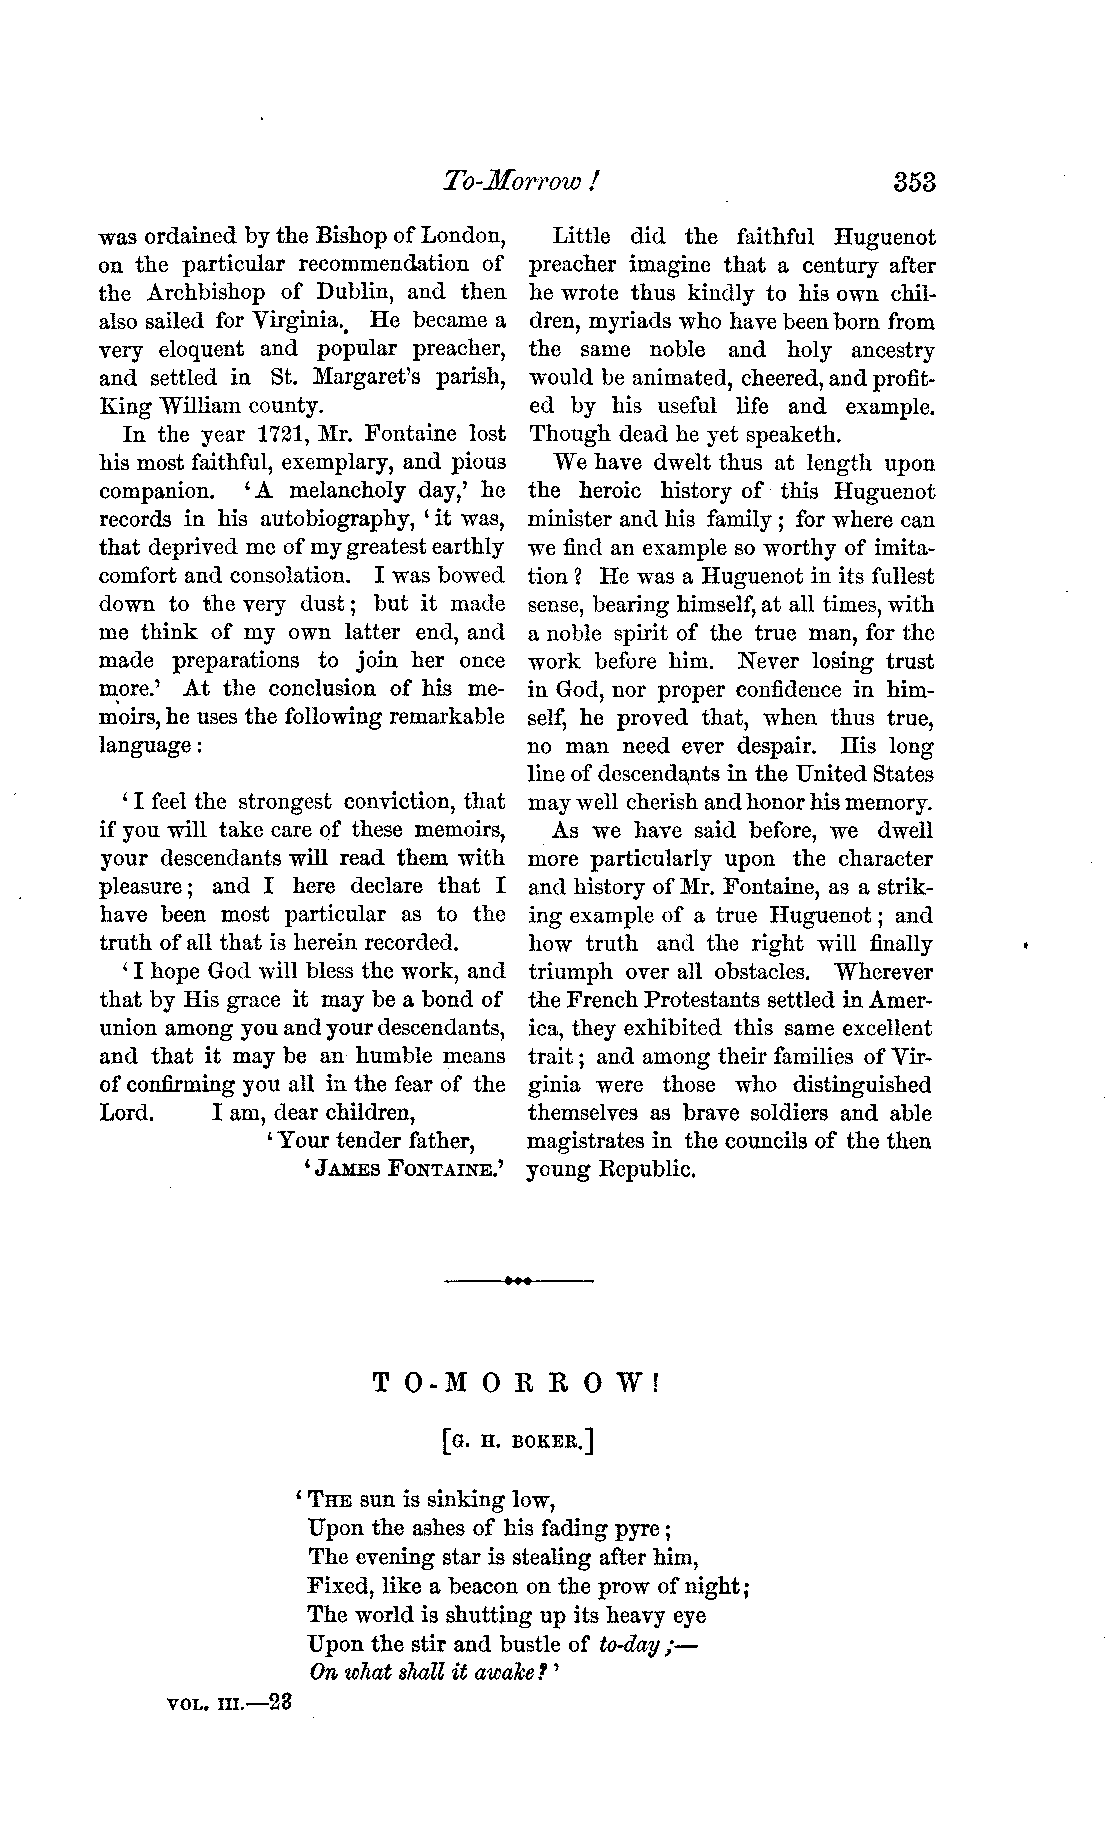 To-Morrow !
353
was ordained by the Bishop of London,
on the particular recommendation of
the Archbishop of Dublin, and then
also sailed for Virginia. He became a
very eloquent and popular preacher,
and settled in St. Margaret's parish,
King William county.
In the year 1721, Mr. Fontaine lost
his most faithful, exemplary, and pious
companion. 'A melancholy day,' he
records in his autobiography, 'it was,
that deprived me of my greatest earthly
comfort and consolation. I was bowed
down to the very dust; but it made
me think of my own latter end, and
made preparations to join her once
more.' At the conclusion of his me-
moirs, he uses the following remarkable
language:
'I feel the strongest conviction, that
if you will take care of these memoirs,
your descendants will read them with
pleasure; and I here declare that I
have been most particular as to the
truth of all that is herein recorded.
'I hope God will bless the work, and
that by His grace it may be a bond of
union among you and your descendants,
and that it may be an humble means
of confirming you all in the fear of the
Lord. I am, dear children,
'Your tender father,
'JAMES FONTAINE.'
Little did the faithful Huguenot
preacher imagine that a century after
he wrote thus kindly to his own chil-
dren, myriads who have been born from
the same noble and holy ancestry
would be animated, cheered, and profit-
ed by his useful life and example.
Though dead he yet speaketh.
We have dwelt thus at length upon
the heroic history of this Huguenot
minister and his family; for where can
we find an example so worthy of imita-
tion? He was a Huguenot in its fullest
sense, bearing himself, at all times, with
a noble spirit of the true man, for the
work before him. Never losing trust
in God, nor proper confidence in him-
self, he proved that, when thus true,
no man need ever despair. His long
line of descendants in the United States
may well cherish and honor his memory.
As we have said before, we dwell
more particularly upon the character
and history of Mr. Fontaine, as a strik-
ing example of a true Huguenot; and
how truth and the right will finally
triumph over all obstacles. Wherever
the French Protestants settled in Amer-
ica, they exhibited this same excellent
trait; and among their families of Vir-
ginia were those who distinguished
themselves as brave soldiers and able
magistrates in the councils of the then
young Republic.
TO-MORROW!
[G. H. BOKER.]
'THE sun is sinking low,
Upon the ashes of his fading pyre;
The evening star is stealing after him,
Fixed, like a beacon on the prow of night;
The world is shutting up its heavy eye
Upon the stir and bustle of to-day;—
On what shall it awake?'
VOL. III.—23